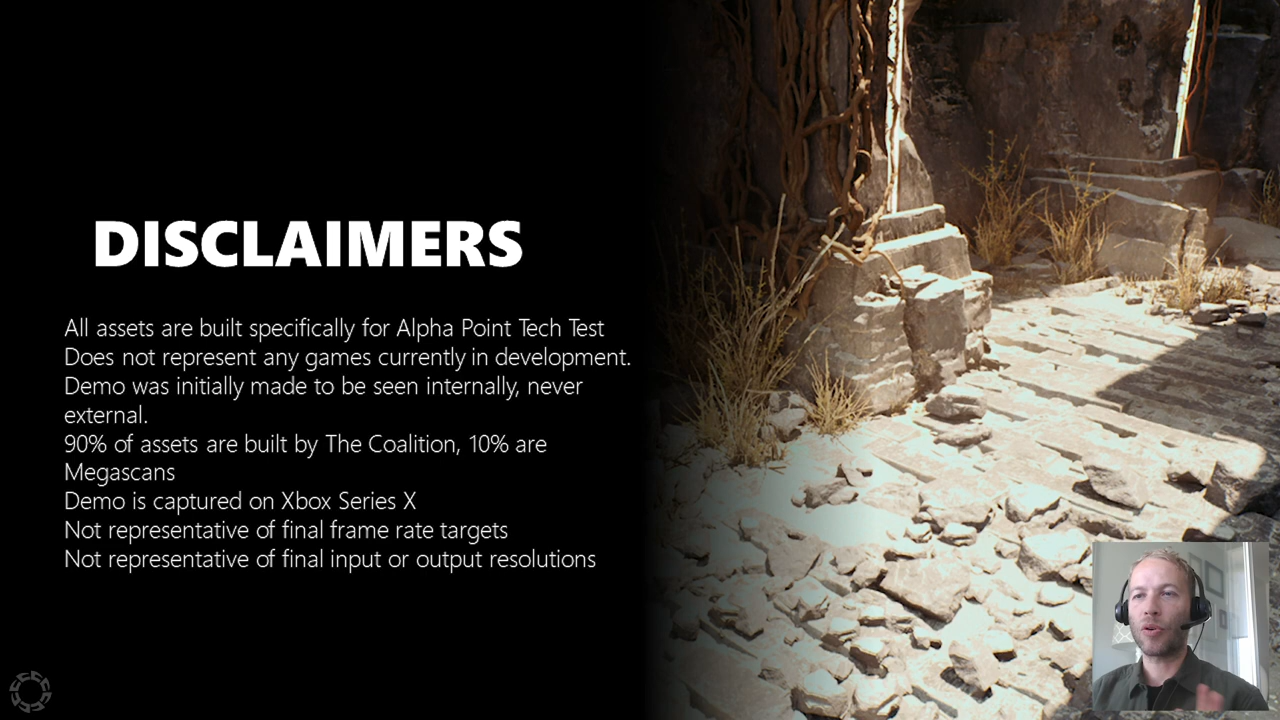 DISCLAIMERS
All assets are built specifically for Alpha Point Tech Test
Does not represent any games currently in development.
Demo was initially made to be seen internally, never
external.
90% of assets are built by The Coalition, 10% are
Megascans
Demo is captured on Xbox Series X
Not representative of final frame rate targets
Not representative of final input or output resolutions